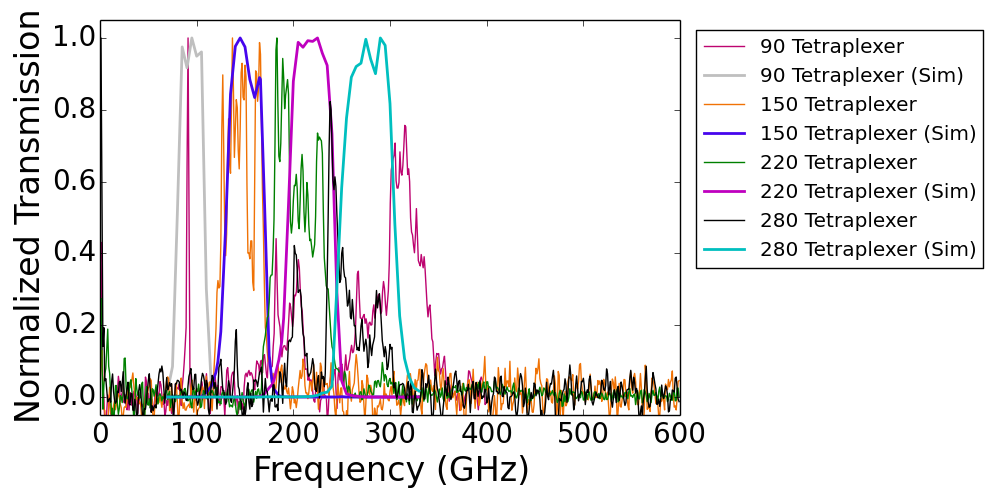 Normalized Transmission
1.0
0.8
0.6
0.4
0.2
0.0
0 100 200 300 400 500 600
Frequency (GHz)
90 Tetraplexer
90 Tetraplexer (Sim)
150 Tetraplexer
150 Tetraplexer (Sim)
220 Tetraplexer
220 Tetraplexer (Sim)
280 Tetraplexer
280 Tetraplexer (Sim)